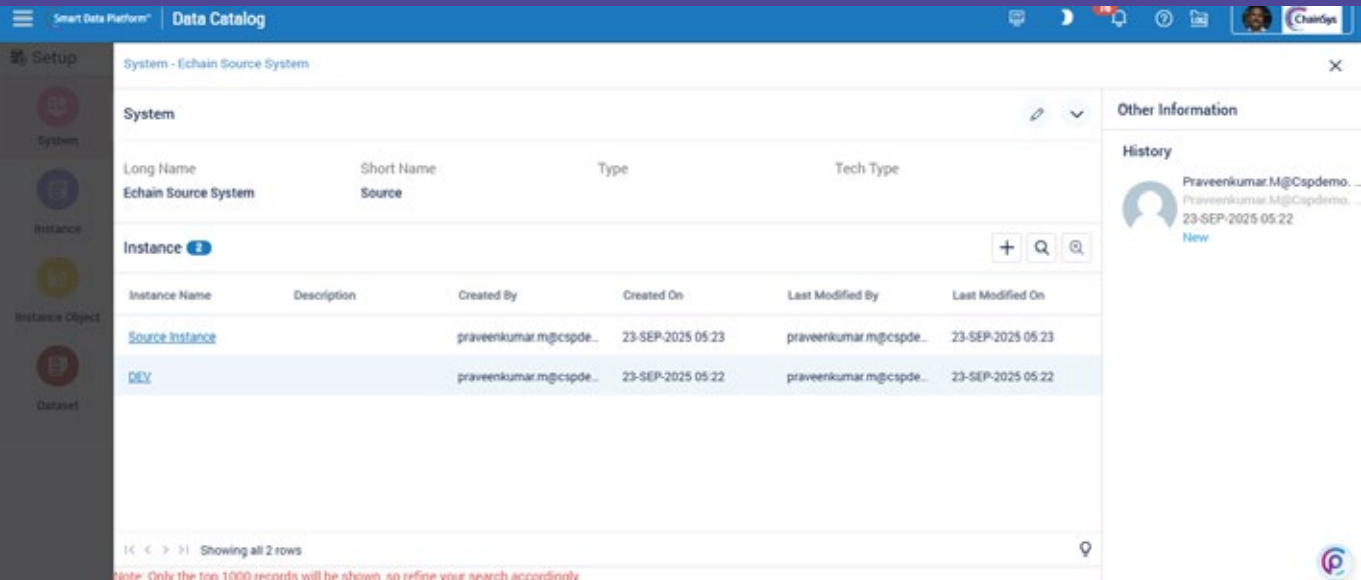 Smart Data Platform™ Data Catalog
ChainSys
Setup
System
Instance
Instance Object
Dataset
System - Echain Source System
System
Long Name Short Name Type Tech Type
Echain Source System Source
Instance 2
Instance Name Description Created By Created On Last Modified By Last Modified On
Source Instance praveenkumar.m@cspde... 23-SEP-2025 05:23 praveenkumar.m@cspde... 23-SEP-2025 05:23
DEV praveenkumar.m@cspde... 23-SEP-2025 05:22 praveenkumar.m@cspde... 23-SEP-2025 05:22
Showing all 2 rows
Note: Only the top 1000 records will be shown, so refine your search accordingly
Other Information
History
Praveenkumar.M@Cspdemo. ...
Praveenkumar.M@Cspdemo. ...
23-SEP-2025 05:22
New